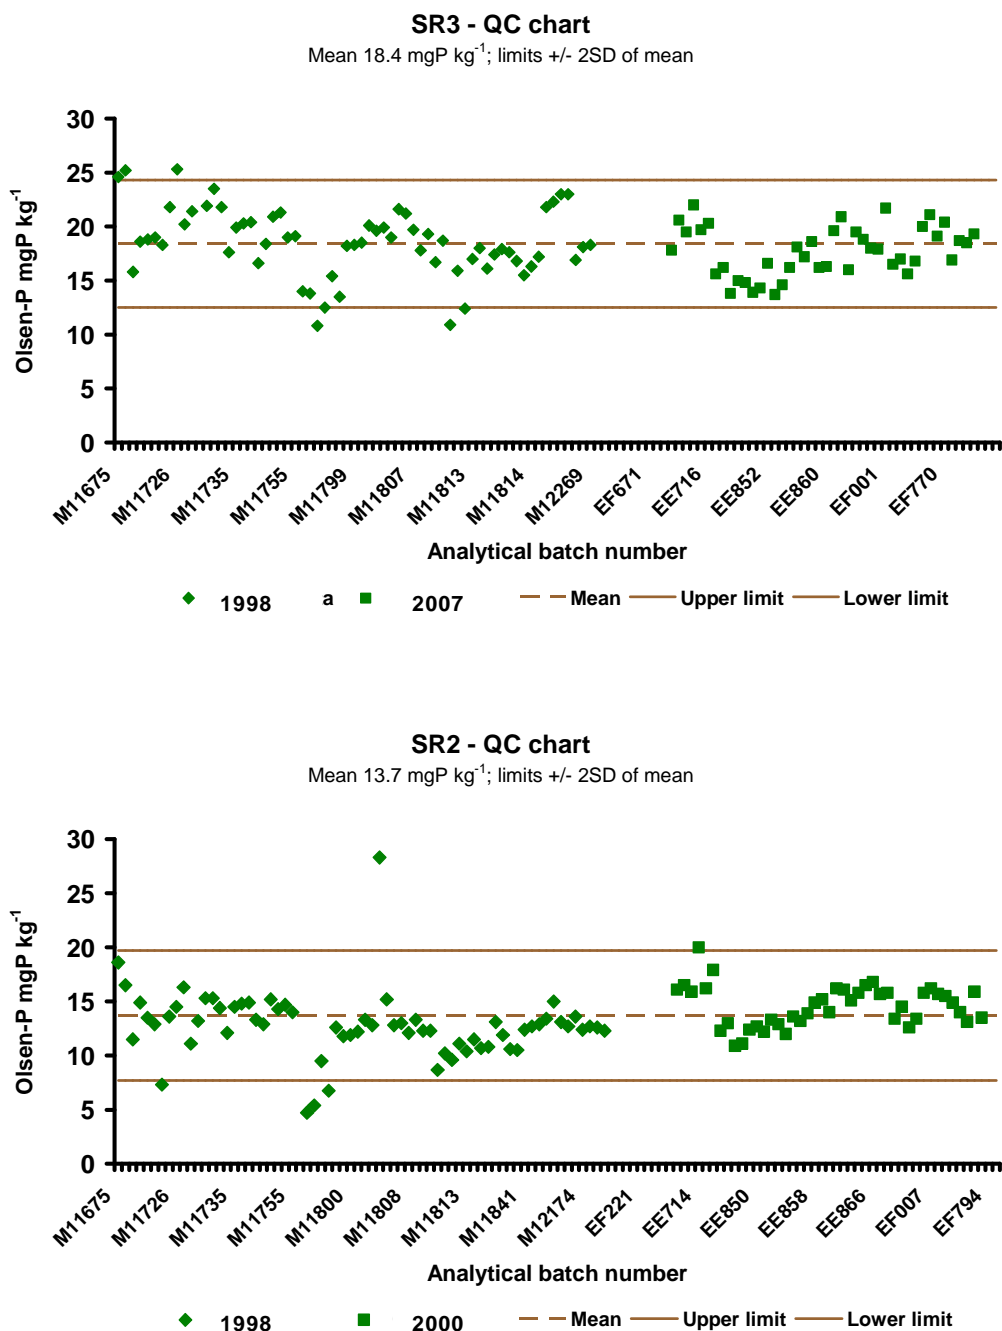 SR3 - QC chart
Mean 18.4 mgP kg⁻¹; limits +/- 2SD of mean
Olsen-P mgP kg⁻¹
30
25
20
15
10
5
0
M11675 M11726 M11735 M11755 M11799 M11807 M11813 M11814 M12269 EF671 EE716 EE852 EE860 EF001 EF770
Analytical batch number
1998 a 2007 Mean Upper limit Lower limit
SR2 - QC chart
Mean 13.7 mgP kg⁻¹; limits +/- 2SD of mean
Olsen-P mgP kg⁻¹
30
25
20
15
10
5
0
M11675 M11726 M11735 M11755 M11800 M11808 M11813 M11841 M12174 EF221 EE714 EE850 EE858 EE866 EF007 EF794
Analytical batch number
1998 2000 Mean Upper limit Lower limit